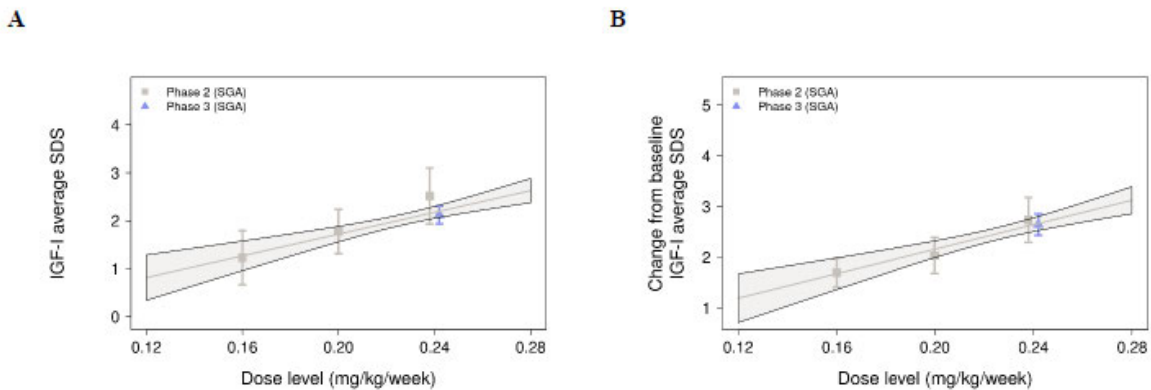 A
B
Phase 2 (SGA)
Phase 3 (SGA)
IGF-I average SDS
4
3
2
1
0
0.12 0.16 0.20 0.24 0.28
Dose level (mg/kg/week)
Phase 2 (SGA)
Phase 3 (SGA)
Change from baseline
IGF-I average SDS
5
4
3
2
1
0.12 0.16 0.20 0.24 0.28
Dose level (mg/kg/week)